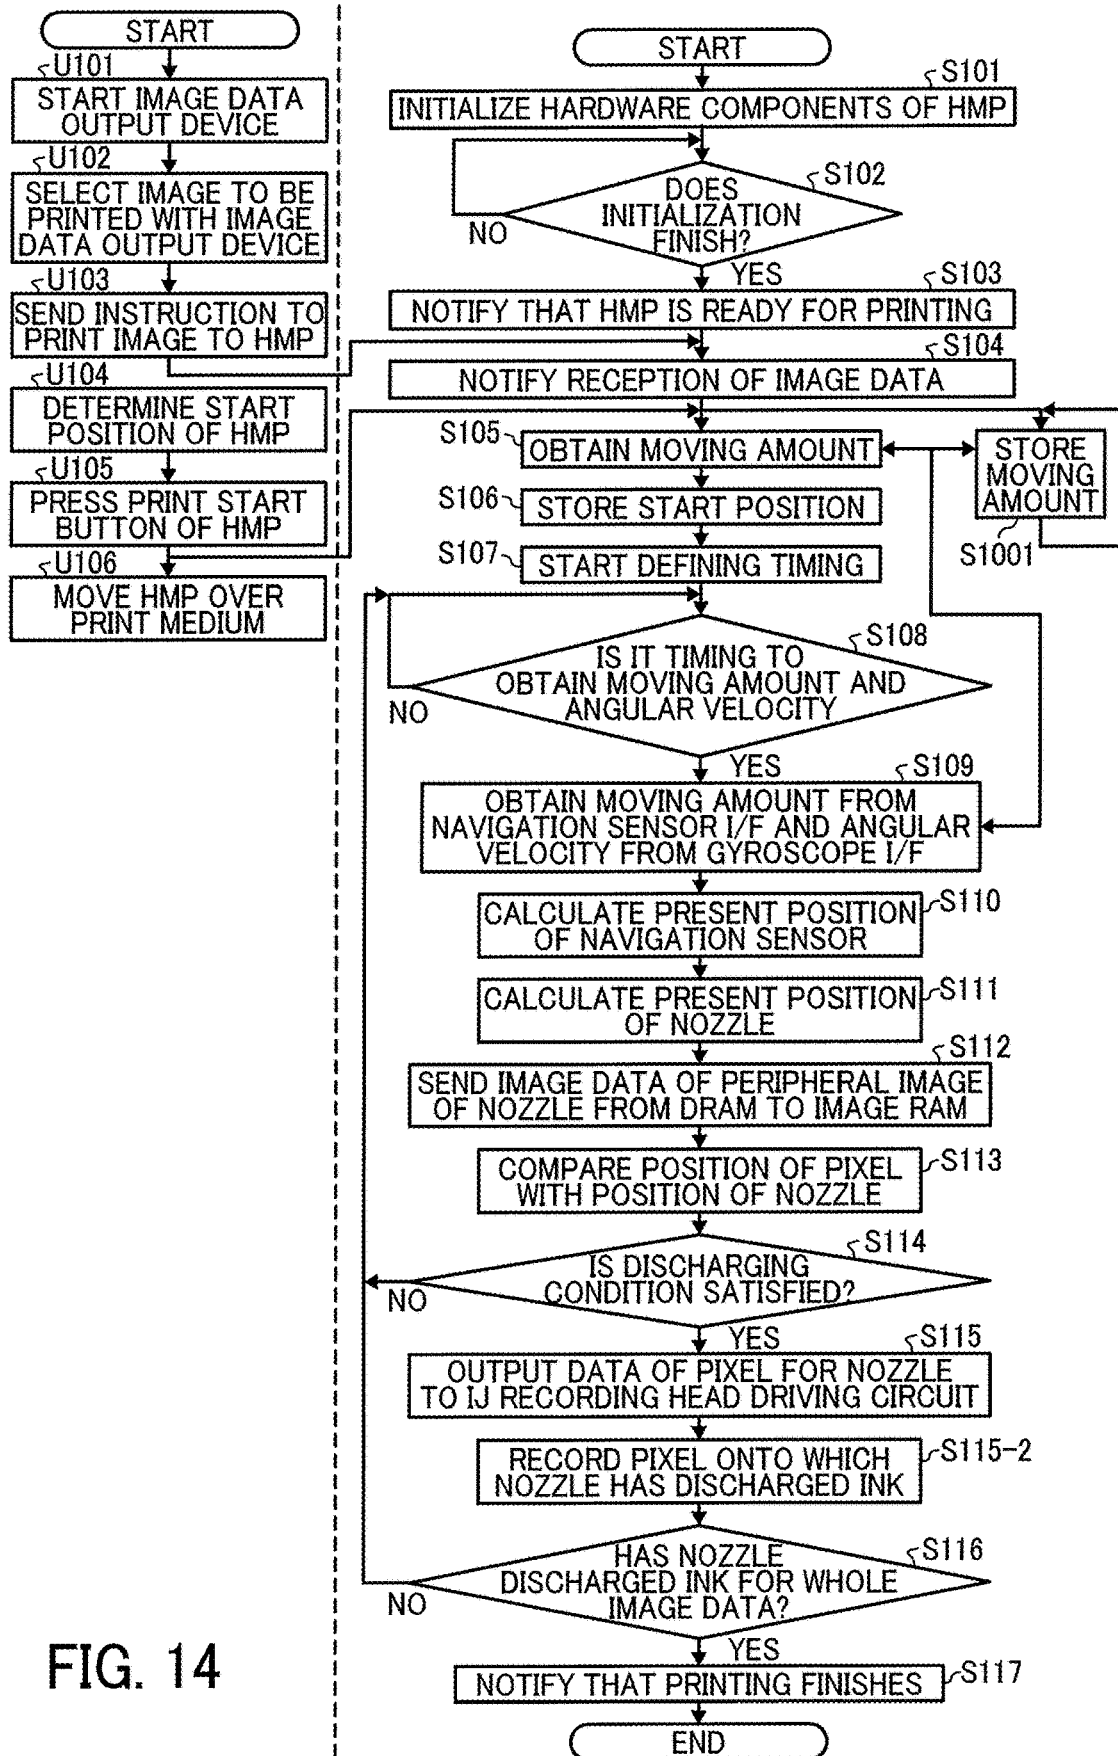 START
U101
START IMAGE DATA
OUTPUT DEVICE
U102
SELECT IMAGE TO BE
PRINTED WITH IMAGE
DATA OUTPUT DEVICE
U103
SEND INSTRUCTION TO
PRINT IMAGE TO HMP
U104
DETERMINE START
POSITION OF HMP
U105
PRESS PRINT START
BUTTON OF HMP
U106
MOVE HMP OVER
PRINT MEDIUM
START
S101
INITIALIZE HARDWARE COMPONENTS OF HMP
S102
DOES
INITIALIZATION
FINISH?
NO
YES
S103
NOTIFY THAT HMP IS READY FOR PRINTING
S104
NOTIFY RECEPTION OF IMAGE DATA
S105
OBTAIN MOVING AMOUNT
STORE
MOVING
AMOUNT
S1001
S106
STORE START POSITION
S107
START DEFINING TIMING
S108
IS IT TIMING TO
OBTAIN MOVING AMOUNT AND
ANGULAR VELOCITY
NO
YES
S109
OBTAIN MOVING AMOUNT FROM
NAVIGATION SENSOR I/F AND ANGULAR
VELOCITY FROM GYROSCOPE I/F
S110
CALCULATE PRESENT POSITION
OF NAVIGATION SENSOR
S111
CALCULATE PRESENT POSITION
OF NOZZLE
S112
SEND IMAGE DATA OF PERIPHERAL IMAGE
OF NOZZLE FROM DRAM TO IMAGE RAM
S113
COMPARE POSITION OF PIXEL
WITH POSITION OF NOZZLE
S114
IS DISCHARGING
CONDITION SATISFIED?
NO
YES
S115
OUTPUT DATA OF PIXEL FOR NOZZLE
TO IJ RECORDING HEAD DRIVING CIRCUIT
S115-2
RECORD PIXEL ONTO WHICH
NOZZLE HAS DISCHARGED INK
S116
HAS NOZZLE
DISCHARGED INK FOR WHOLE
IMAGE DATA?
NO
YES
S117
NOTIFY THAT PRINTING FINISHES
END
FIG. 14